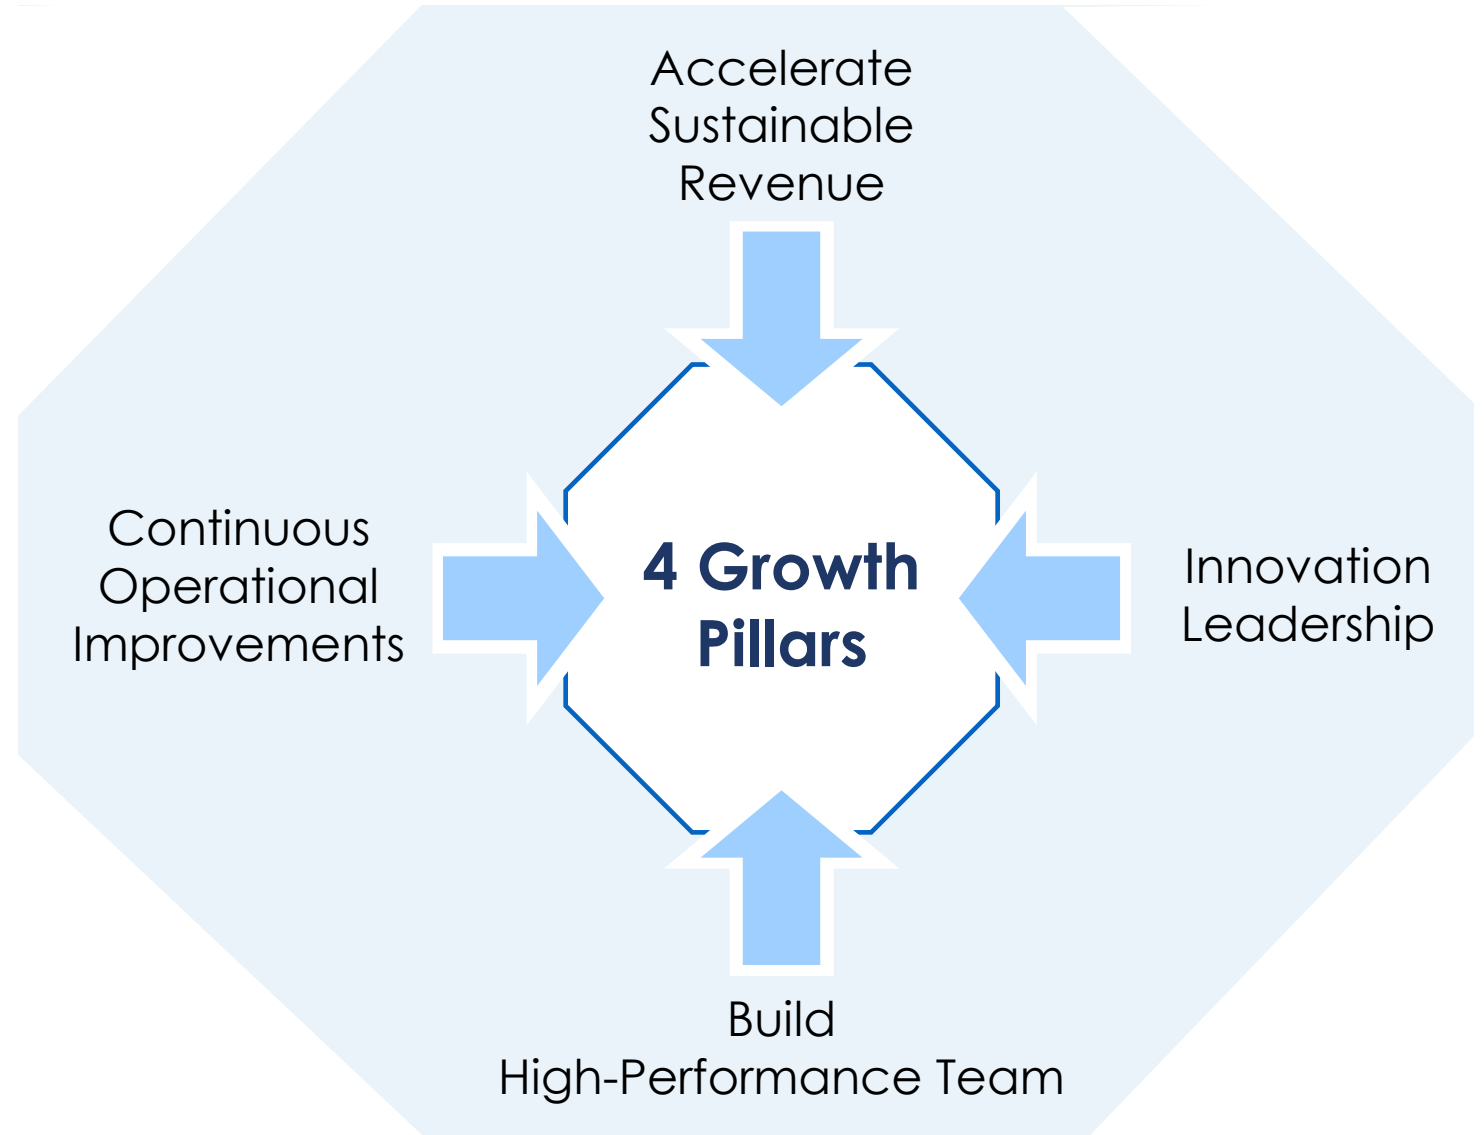 Accelerate
Sustainable
Revenue
Continuous
Operational
Improvements
4 Growth
Pillars
Innovation
Leadership
Build
High-Performance Team